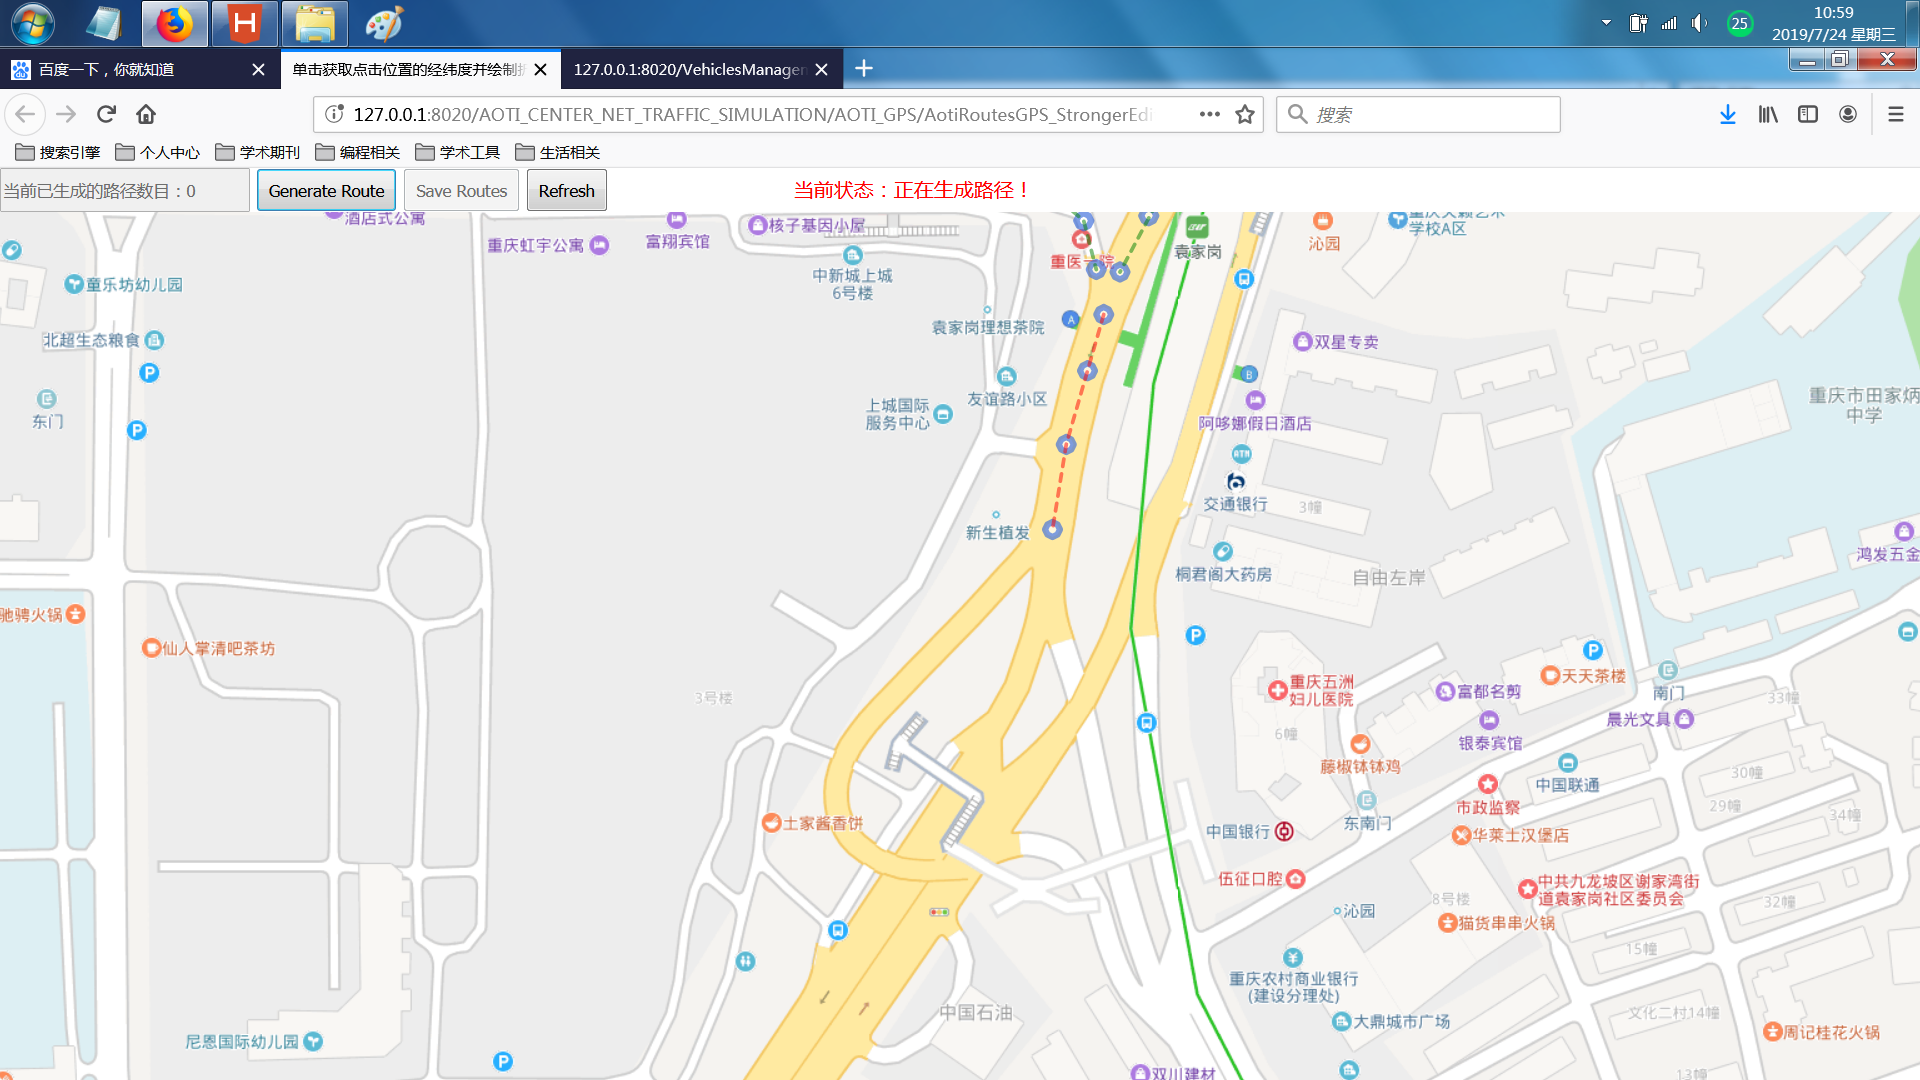 10:59
25
2019/7/24 星期三
百度一下，你就知道
单击获取点击位置的经纬度并绘制
127.0.0.1:8020/VehiclesManage
127.0.0.1:8020/AOTI_CENTER_NET_TRAFFIC_SIMULATION/AOTI_GPS/AotiRoutesGPS_StrongerEdi
搜索
搜索引擎
个人中心
学术期刊
编程相关
学术工具
生活相关
当前已生成的路径数目：0
Generate Route
Save Routes
Refresh
当前状态：正在生成路径！
酒店式公寓
重庆虹宇公寓
富翔宾馆
核子基因小屋
中新城上城
6号楼
重医一院
袁家岗
沁园
学校A区
童乐坊幼儿园
北超生态粮食
东门
袁家岗理想茶院
A
B
双星专卖
友谊路小区
上城国际
服务中心
阿哆娜假日酒店
ATM
交通银行
3幢
重庆市田家炳
中学
新生植发
桐君阁大药房
自由左岸
鸿发五金
驰骋火锅
仙人掌清吧茶坊
3号楼
重庆五洲
妇儿医院
6幢
富都名剪
天天茶楼
南门
33幢
晨光文具
银泰宾馆
藤椒钵钵鸡
中国联通
30幢
市政监察
29幢
34幢
东南门
土家酱香饼
中国银行
华莱士汉堡店
伍征口腔
中共九龙坡区谢家湾街
道袁家岗社区委员会
8号楼
32幢
沁园
猫货串串火锅
15幢
重庆农村商业银行
(建设分理处)
中国石油
大鼎城市广场
文化二村14幢
周记桂花火锅
尼恩国际幼儿园
双川建材
13幢